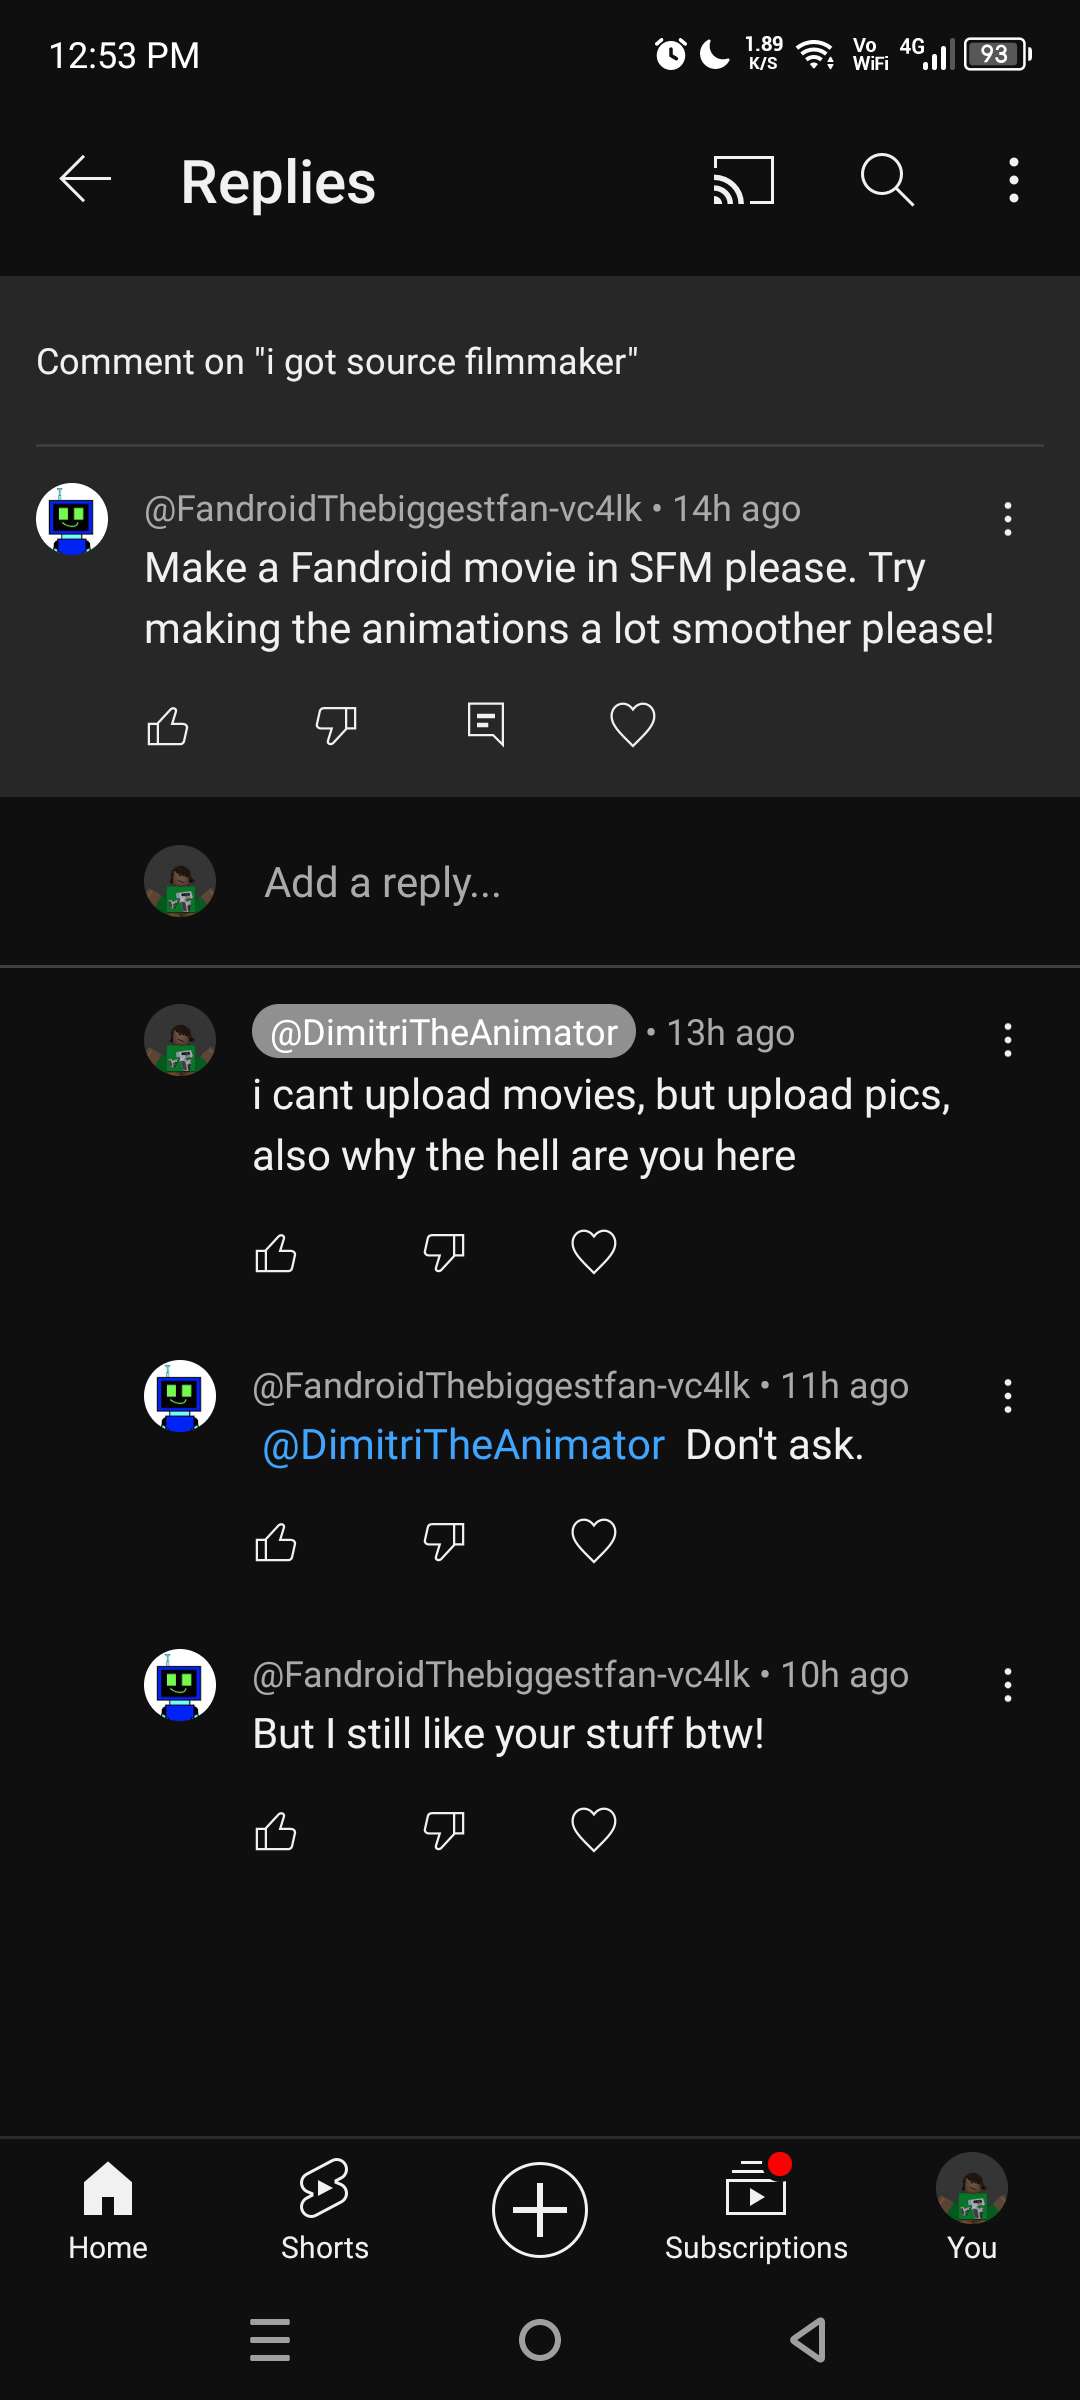 12:53 PM
1.89
K/S
Vo
WiFi
4G
93
Replies
Comment on "i got source filmmaker"
@FandroidThebiggestfan-vc4lk • 14h ago
Make a Fandroid movie in SFM please. Try
making the animations a lot smoother please!
Add a reply...
@DimitriTheAnimator • 13h ago
i cant upload movies, but upload pics,
also why the hell are you here
@FandroidThebiggestfan-vc4lk • 11h ago
@DimitriTheAnimator Don't ask.
@FandroidThebiggestfan-vc4lk • 10h ago
But I still like your stuff btw!
Home
Shorts
Subscriptions
You